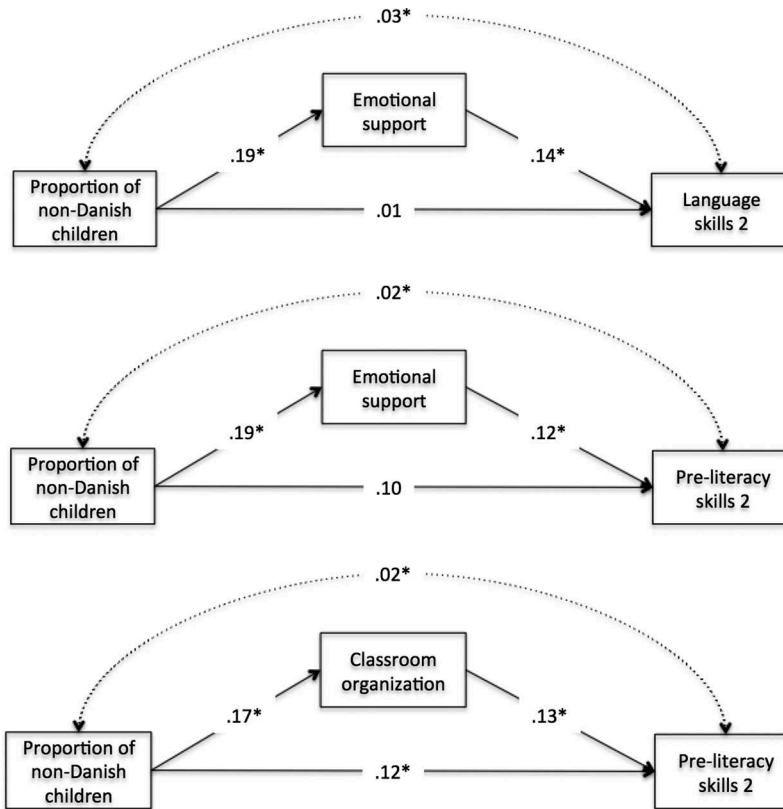 .03*
Emotional
support
.19*
.14*
Proportion of
non-Danish
children
.01
Language
skills 2
.02*
Emotional
support
.19*
.12*
Proportion of
non-Danish
children
.10
Pre-literacy
skills 2
.02*
Classroom
organization
.17*
.13*
Proportion of
non-Danish
children
.12*
Pre-literacy
skills 2